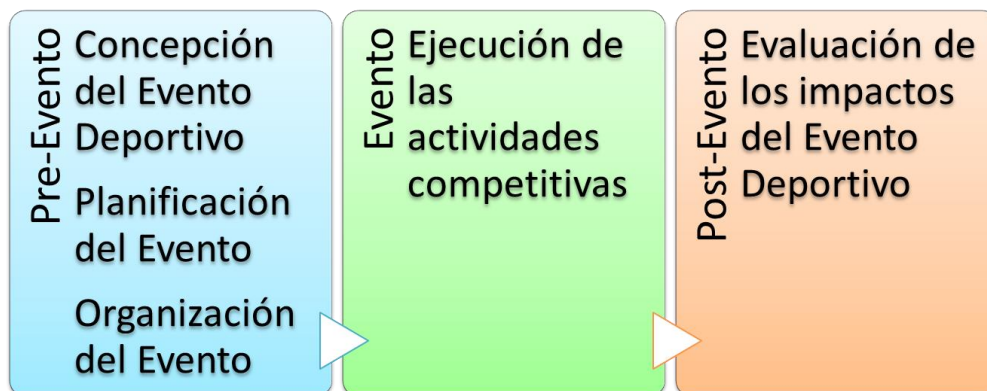 Pre-Evento
Concepción
del Evento
Deportivo
Planificación
del Evento
Organización
del Evento
Evento
Ejecución de
las
actividades
competitivas
Post-Evento
Evaluación de
los impactos
del Evento
Deportivo